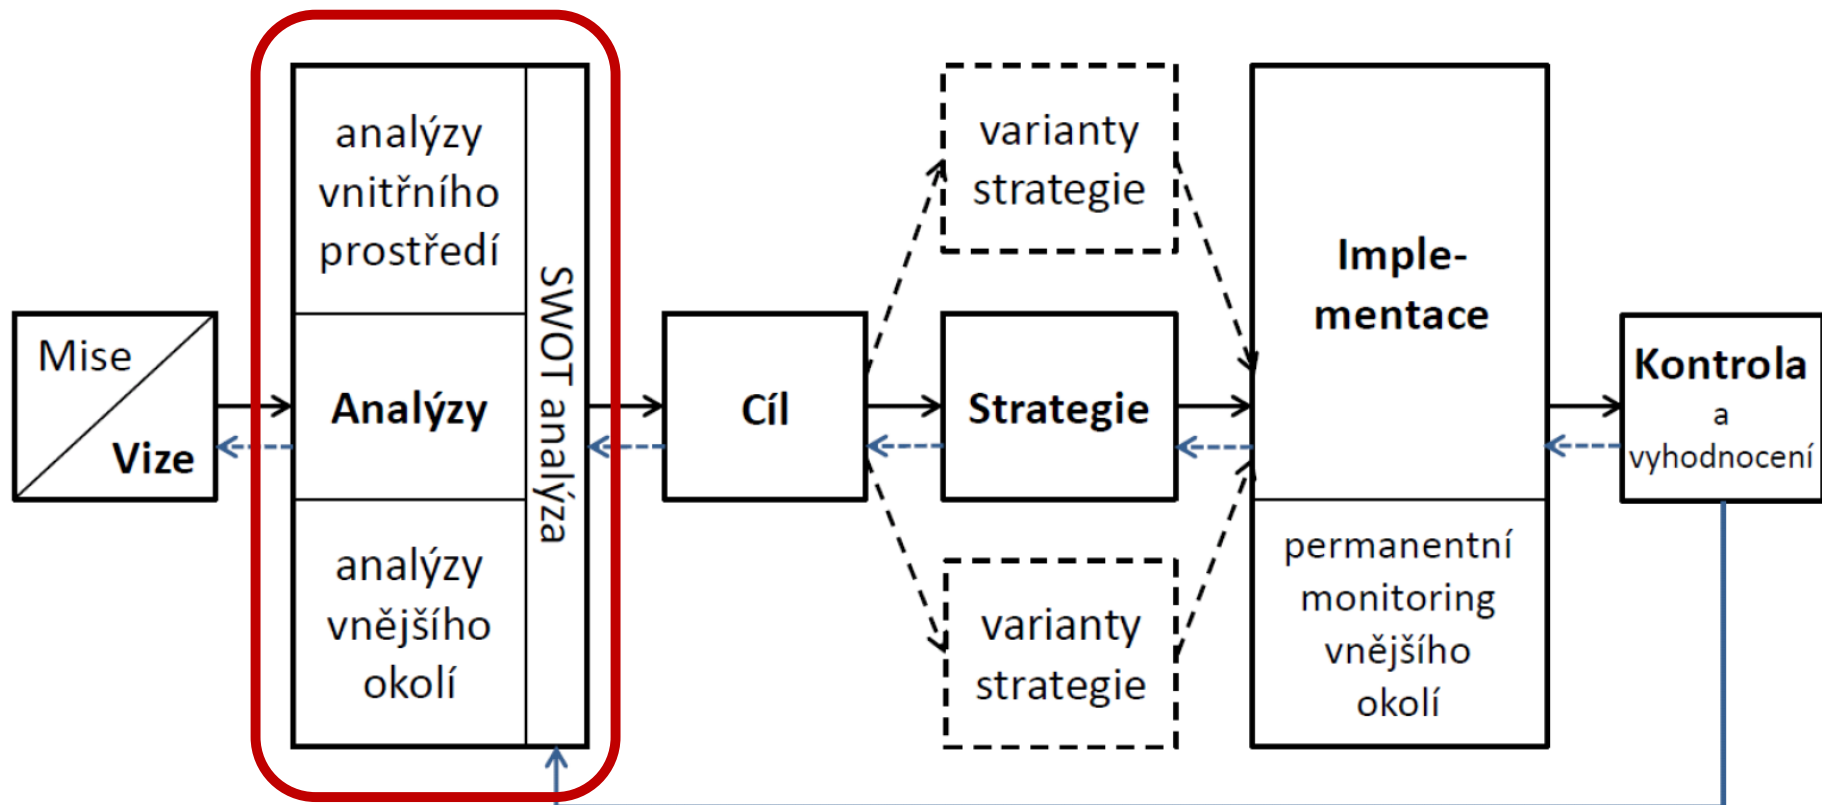 Mise
Vize
analýzy
vnitřního
prostředí
Analýzy
analýzy
vnějšího
okolí
SWOT analýza
Cíl
varianty
strategie
Strategie
varianty
strategie
Imple-
mentace
permanentní
monitoring
vnějšího
okolí
Kontrola
a
vyhodnocení